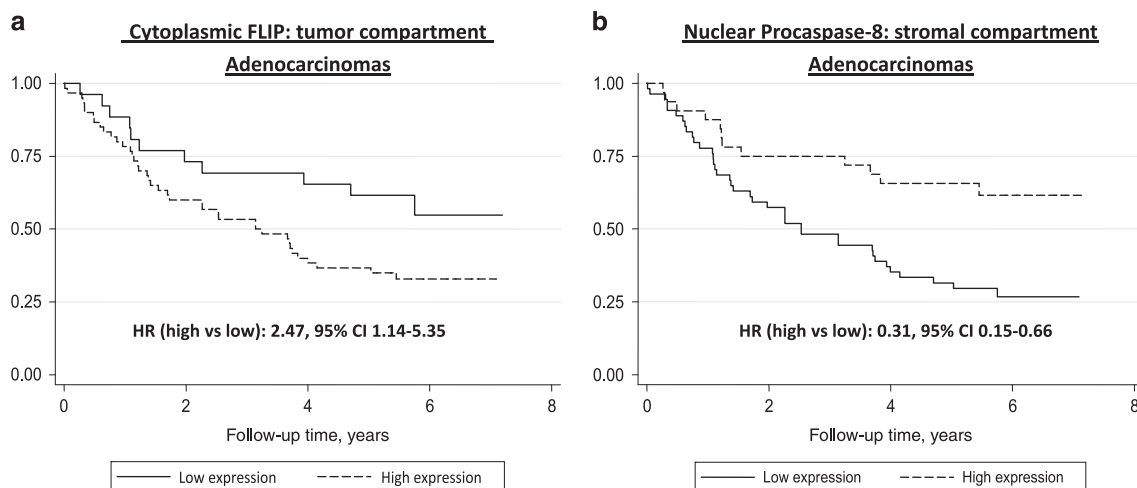 a
Cytoplasmic FLIP: tumor compartment
Adenocarcinomas
1.00
0.75
0.50
0.25
0.00
HR (high vs low): 2.47, 95% CI 1.14-5.35
0 2 4 6 8
Follow-up time, years
Low expression High expression
b
Nuclear Procaspase-8: stromal compartment
Adenocarcinomas
1.00
0.75
0.50
0.25
0.00
HR (high vs low): 0.31, 95% CI 0.15-0.66
0 2 4 6 8
Follow-up time, years
Low expression High expression